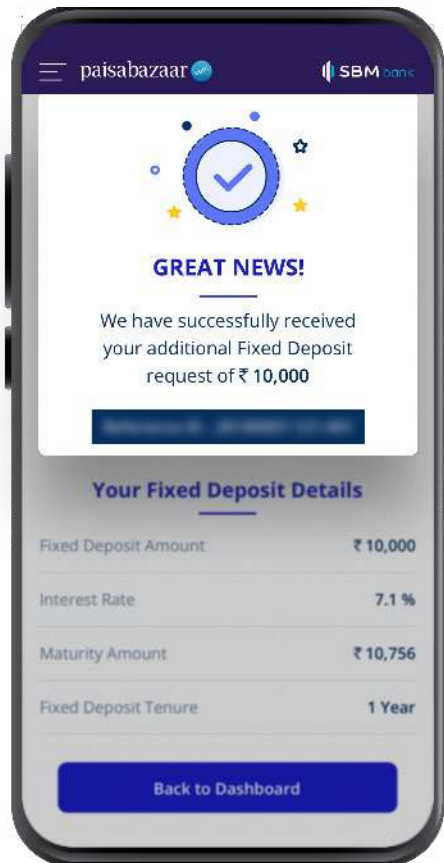 paisabazaar
SBM bank
GREAT NEWS!
We have successfully received
your additional Fixed Deposit
request of ₹ 10,000
Your Fixed Deposit Details
Fixed Deposit Amount ₹ 10,000
Interest Rate 7.1 %
Maturity Amount ₹ 10,756
Fixed Deposit Tenure 1 Year
Back to Dashboard